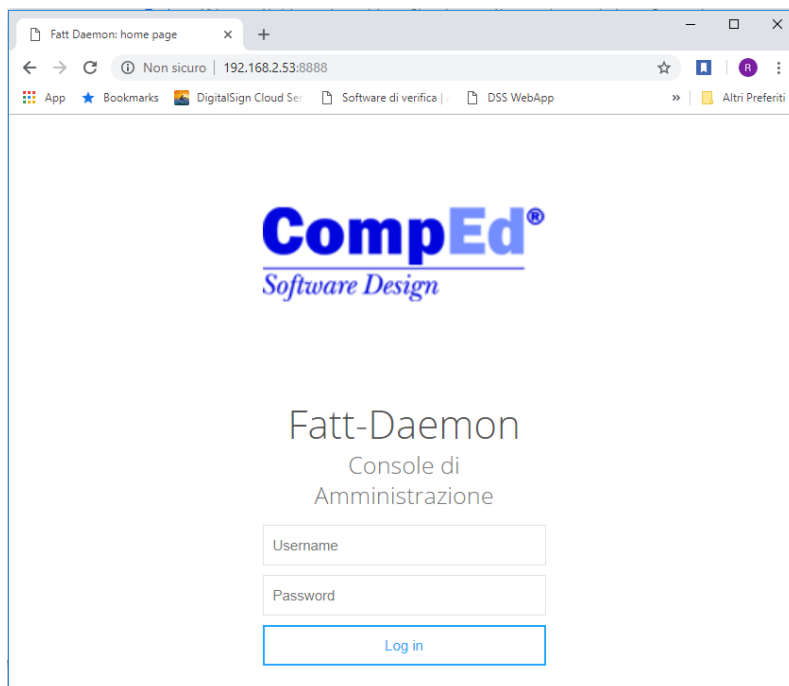 Fatt Daemon: home page
Non sicuro | 192.168.2.53:8888
R
App Bookmarks DigitalSign Cloud Ser Software di verifica | DSS WebApp » Altri Preferiti
CompEd®
Software Design
Fatt-Daemon
Console di
Amministrazione
Username
Password
Log in